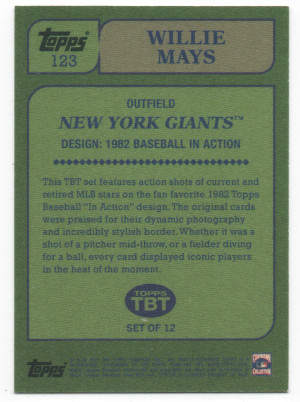 Topps
123
WILLIE
MAYS
OUTFIELD
NEW YORK GIANTS™
DESIGN: 1982 BASEBALL IN ACTION
This TBT set features action shots of current and
retired MLB stars on the fan favorite 1982 Topps
Baseball "In Action" design. The original cards
were praised for their dynamic photography
and incredibly stylish border. Whether it was a
shot of a pitcher mid-throw, or a fielder diving
for a ball, every card displayed iconic players
in the heat of the moment.
TOPPS
TBT
SET OF 12
Topps